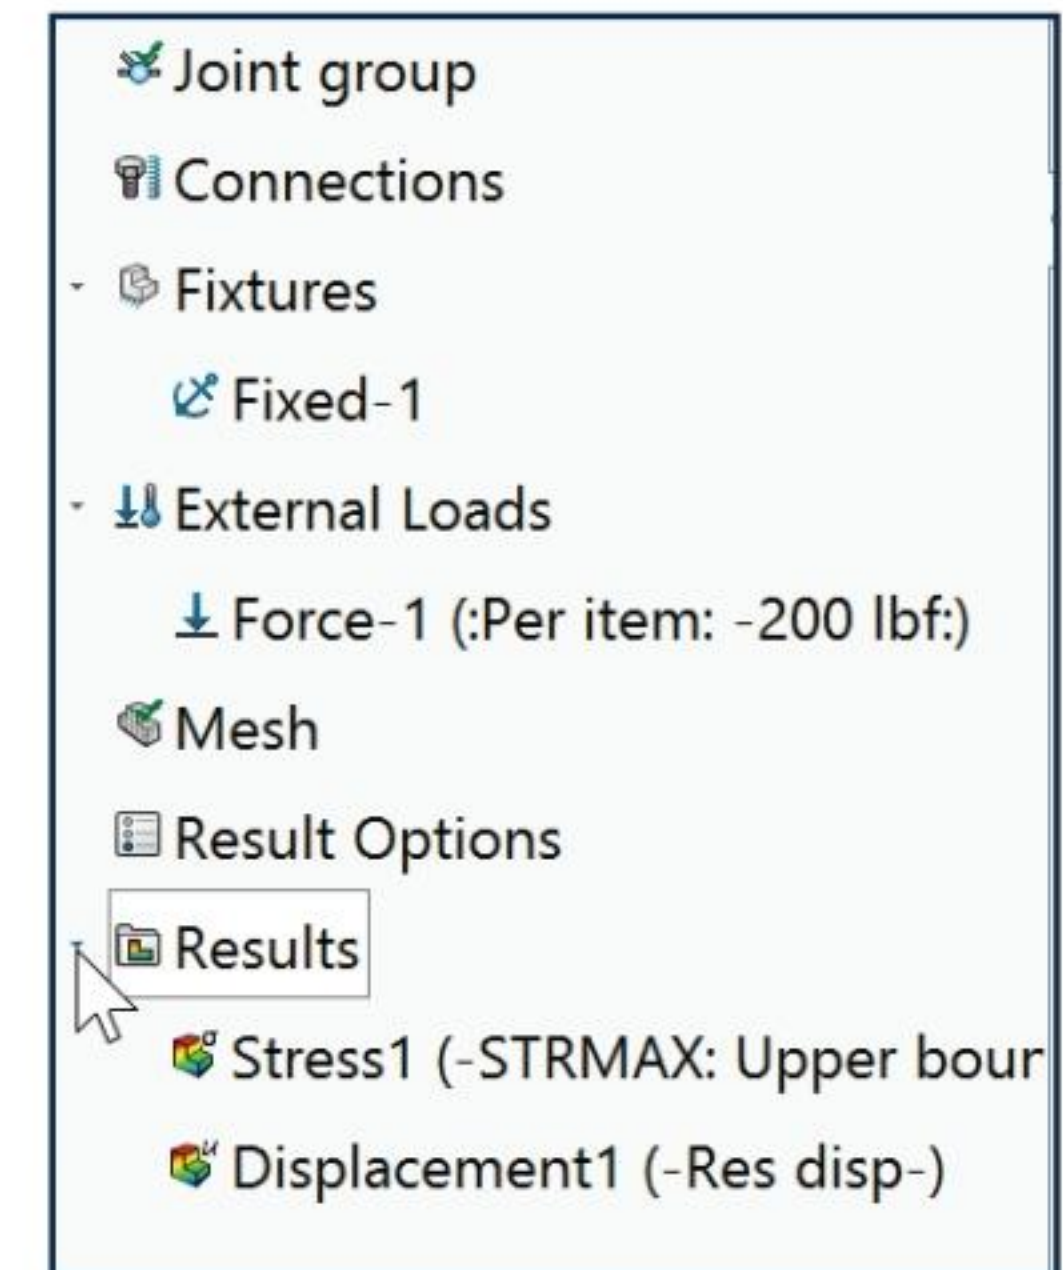 Joint group
Connections
Fixtures
Fixed-1
External Loads
Force-1 (:Per item: -200 lbf:)
Mesh
Result Options
Results
Stress1 (-STRMAX: Upper bour
Displacement1 (-Res disp-)